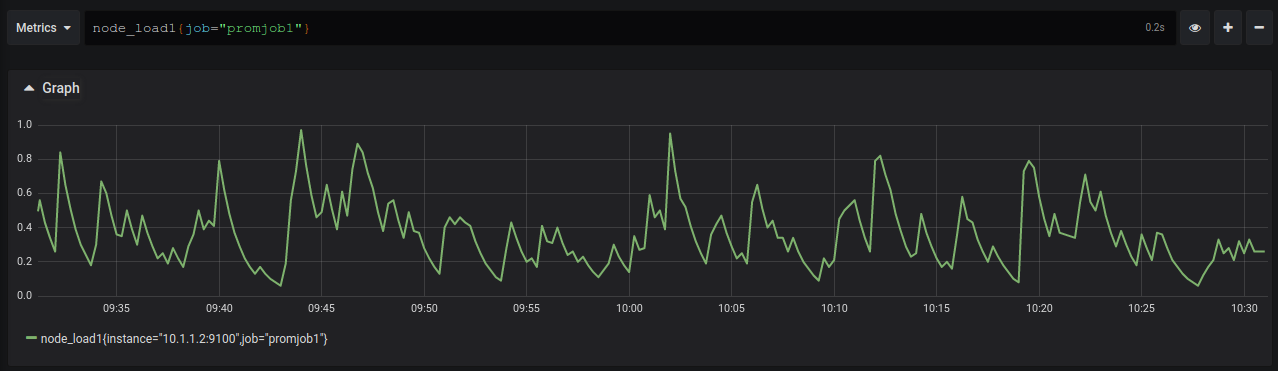 Metrics
node_load1{job="promjob1"}
0.2s
Graph
1.0
0.8
0.6
0.4
0.2
0.0
09:35 09:40 09:45 09:50 09:55 10:00 10:05 10:10 10:15 10:20 10:25 10:30
node_load1{instance="10.1.1.2:9100",job="promjob1"}